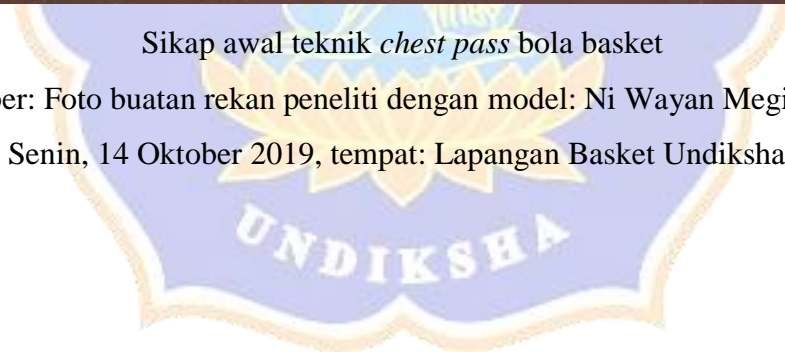 Sikap awal teknik chest pass bola basket
ber: Foto buatan rekan peneliti dengan model: Ni Wayan Megi
Senin, 14 Oktober 2019, tempat: Lapangan Basket Undiksha
UNDIKSHA